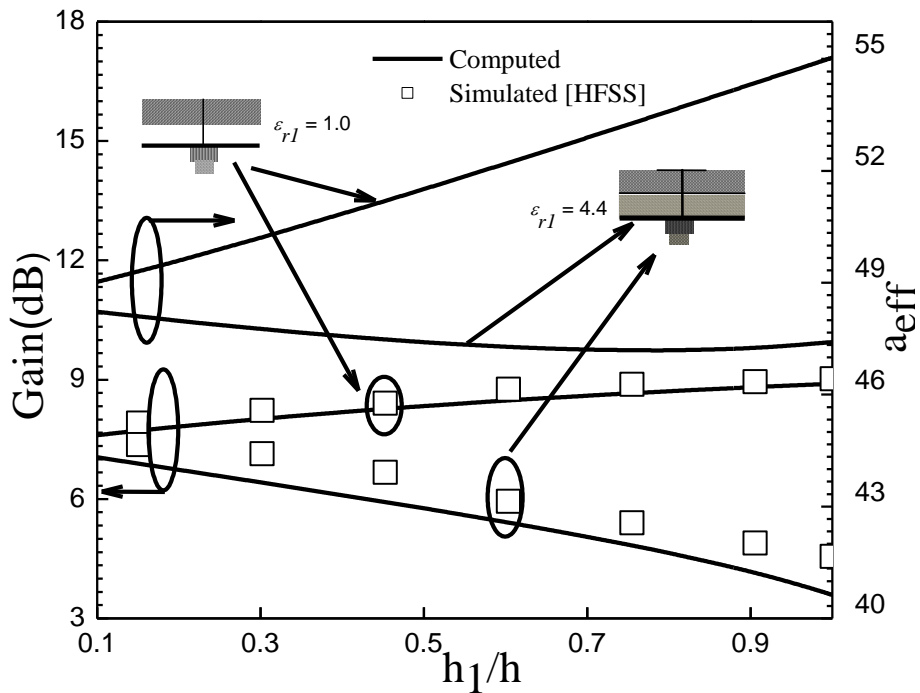 18
15
12
9
6
3
Gain(dB)
Computed
Simulated [HFSS]
εr1 = 1.0
εr1 = 4.4
55
52
49
46
43
40
aeff
0.1
0.3
0.5
0.7
0.9
h1/h